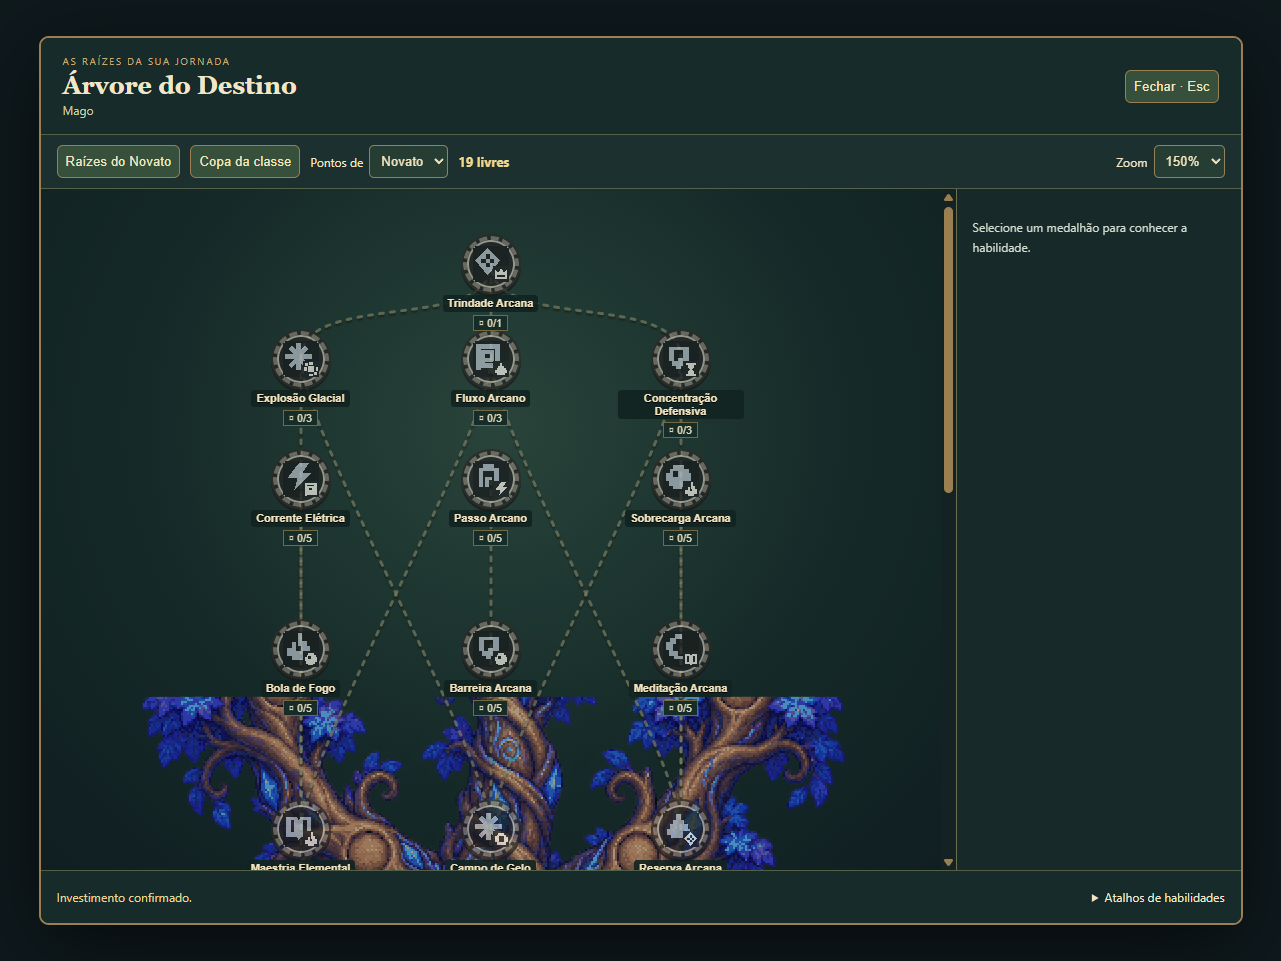 AS RAÍZES DA SUA JORNADA
Árvore do Destino
Mago
Fechar · Esc
Raízes do Novato
Copa da classe
Pontos de
Novato
19 livres
Zoom
150%
Selecione um medalhão para conhecer a
habilidade.
Trindade Arcana
¤ 0/1
Explosão Glacial
¤ 0/3
Fluxo Arcano
¤ 0/3
Concentração
Defensiva
¤ 0/3
Corrente Elétrica
¤ 0/5
Passo Arcano
¤ 0/5
Sobrecarga Arcana
¤ 0/5
Bola de Fogo
¤ 0/5
Barreira Arcana
¤ 0/5
Meditação Arcana
¤ 0/5
Maestria Elemental
Campo de Gelo
Reserva Arcana
Investimento confirmado.
▶ Atalhos de habilidades